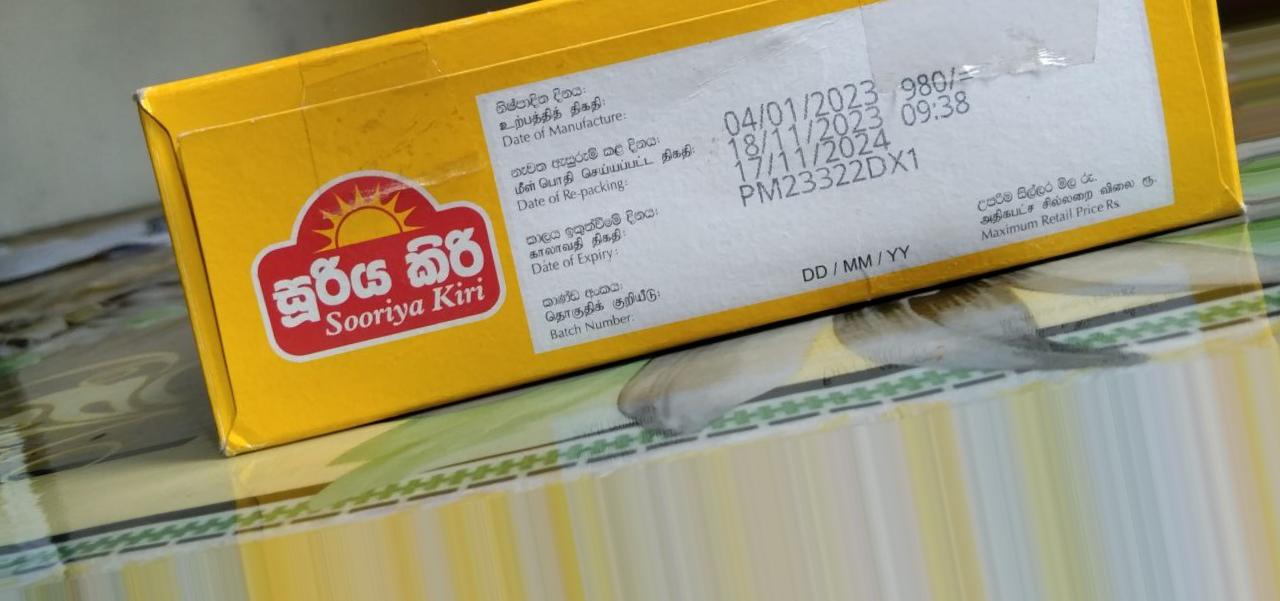 සූරිය කිරි
Sooriya Kiri
නිෂ්පාදිත දිනය:
உற்பத்தித் திகதி:
Date of Manufacture:
නැවත ඇසුරුම් කළ දිනය:
மீள் பொதி செய்யப்பட்ட திகதி:
Date of Re-packing:
කාලය ඉකුත්වීමේ දිනය:
காலாவதி திகதி:
Date of Expiry:
කාණ්ඩ අංකය:
தொகுதிக் குறியீடு:
Batch Number:
04/01/2023 980/=
18/11/2023 09:38
17/11/2024
PM23322DX1
DD / MM / YY
උපරිම සිල්ලර මිල රු.
அதிகபட்ச சில்லறை விலை ரூ.
Maximum Retail Price Rs.